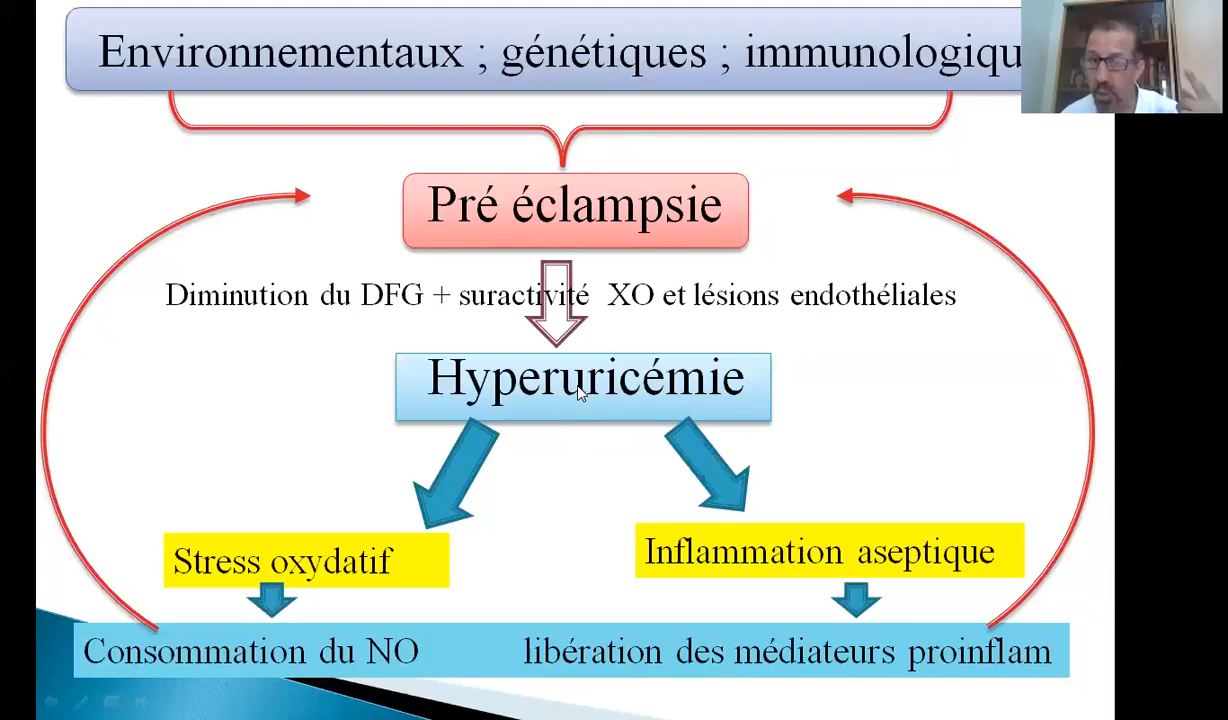 Environnementaux ; génétiques ; immunologiqu
Pré éclampsie
Diminution du DFG + suractivité XO et lésions endothéliales
Hyperuricémie
Stress oxydatif
Inflammation aseptique
Consommation du NO libération des médiateurs proinflam